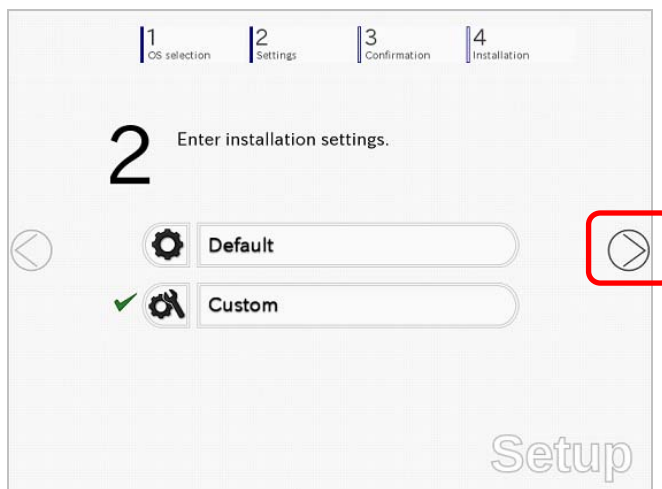 1 2 3 4
OS selection Settings Confirmation Installation
2 Enter installation settings.
Default
Custom
Setup